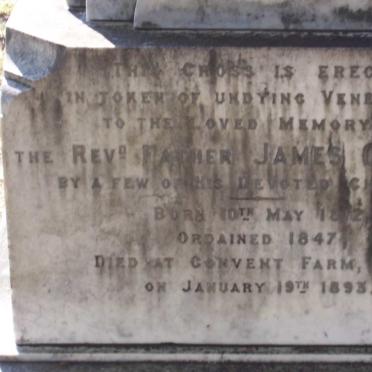 THIS CROSS IS EREC
IN TOKEN OF UNDYING VENE
TO THE LOVED MEMORY
THE REVD FATHER JAMES
BY A FEW OF HIS DEVOTED
BORN 10TH MAY
ORDAINED 1847,
DIED AT CONVENT FARM,
ON JANUARY 19TH 1893